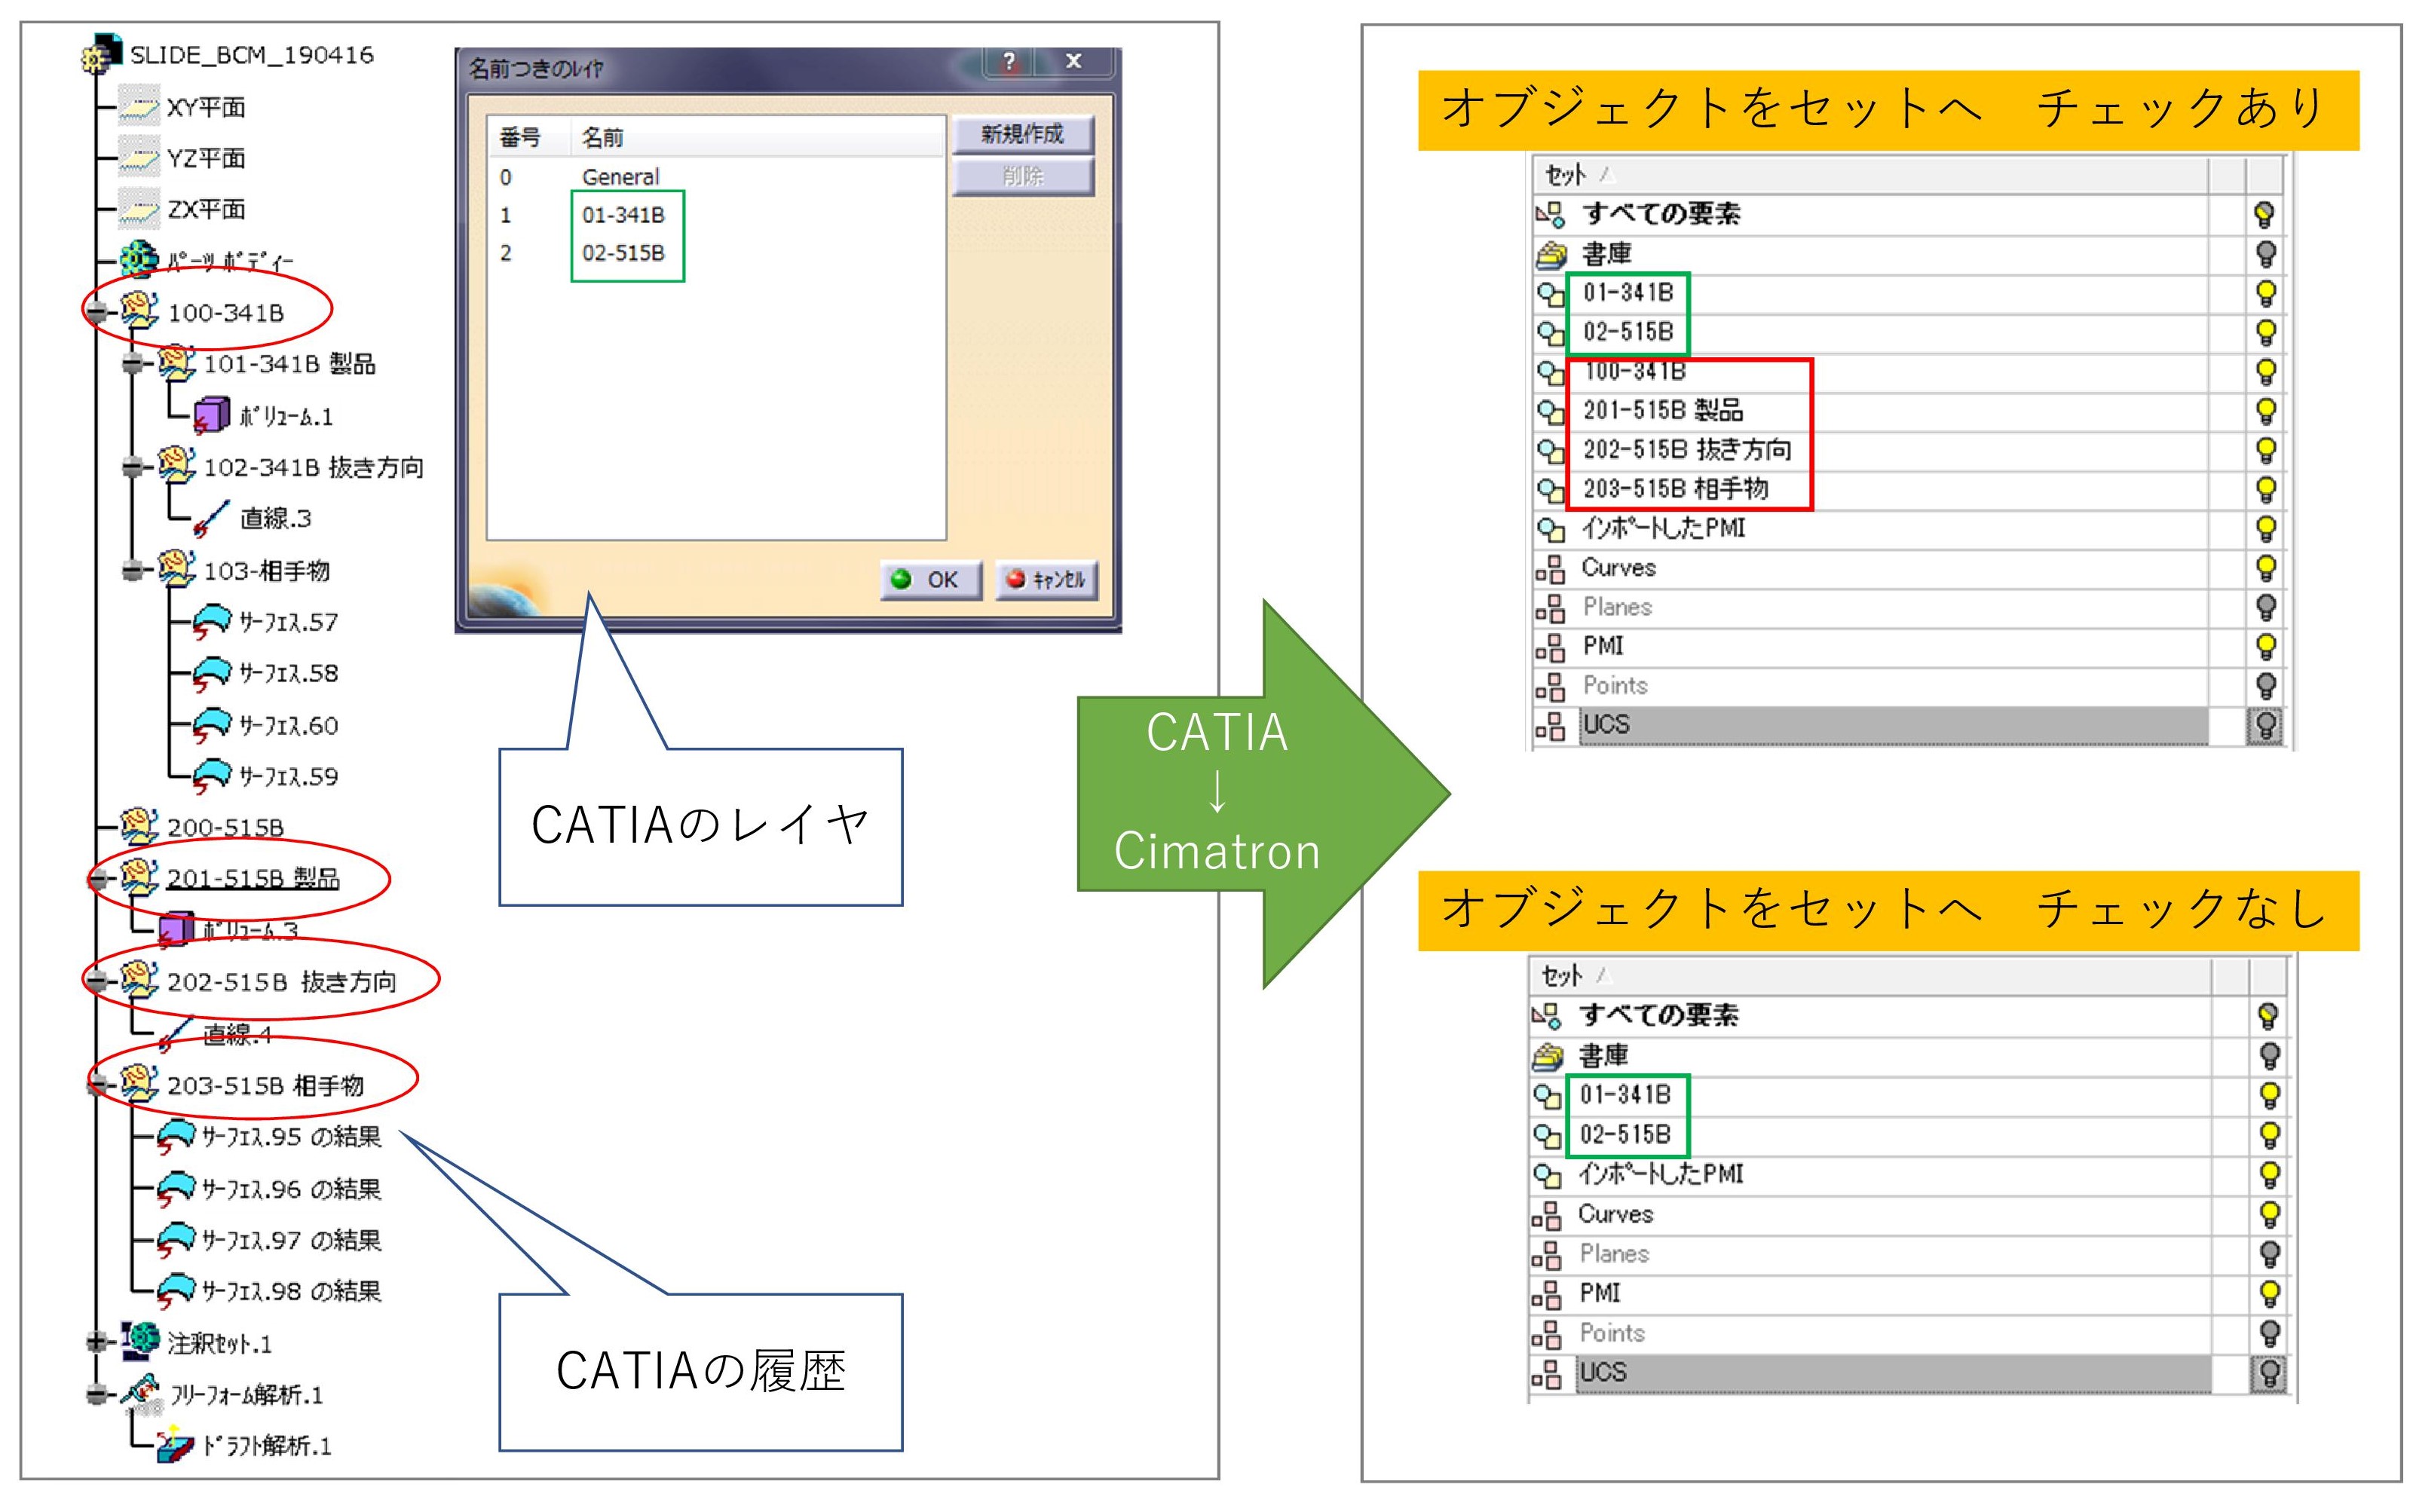 SLIDE_BCM_190416
XY平面
YZ平面
ZX平面
ﾊﾟｰﾂ ﾎﾞﾃﾞｨｰ
100-341B
101-341B 製品
ﾎﾞﾘｭｰﾑ.1
102-341B 抜き方向
直線.3
103-相手物
ｻｰﾌｪｽ.57
ｻｰﾌｪｽ.58
ｻｰﾌｪｽ.60
ｻｰﾌｪｽ.59
200-515B
201-515B 製品
ﾎﾞﾘｭｰﾑ.3
202-515B 抜き方向
直線.4
203-515B 相手物
ｻｰﾌｪｽ.95 の結果
ｻｰﾌｪｽ.96 の結果
ｻｰﾌｪｽ.97 の結果
ｻｰﾌｪｽ.98 の結果
注釈ｾｯﾄ.1
ﾌﾘｰﾌｫｰﾑ解析.1
ﾄﾞﾗﾌﾄ解析.1
名前つきのﾚｲﾔ
? X
番号 名前
0 General
1 01-341B
2 02-515B
新規作成
削除
OK ｷｬﾝｾﾙ
CATIAのレイヤ
CATIAの履歴
CATIA
↓
Cimatron
オブジェクトをセットへ　チェックあり
セット
すべての要素
書庫
01-341B
02-515B
100-341B
201-515B 製品
202-515B 抜き方向
203-515B 相手物
インポートしたPMI
Curves
Planes
PMI
Points
UCS
オブジェクトをセットへ　チェックなし
セット
すべての要素
書庫
01-341B
02-515B
インポートしたPMI
Curves
Planes
PMI
Points
UCS